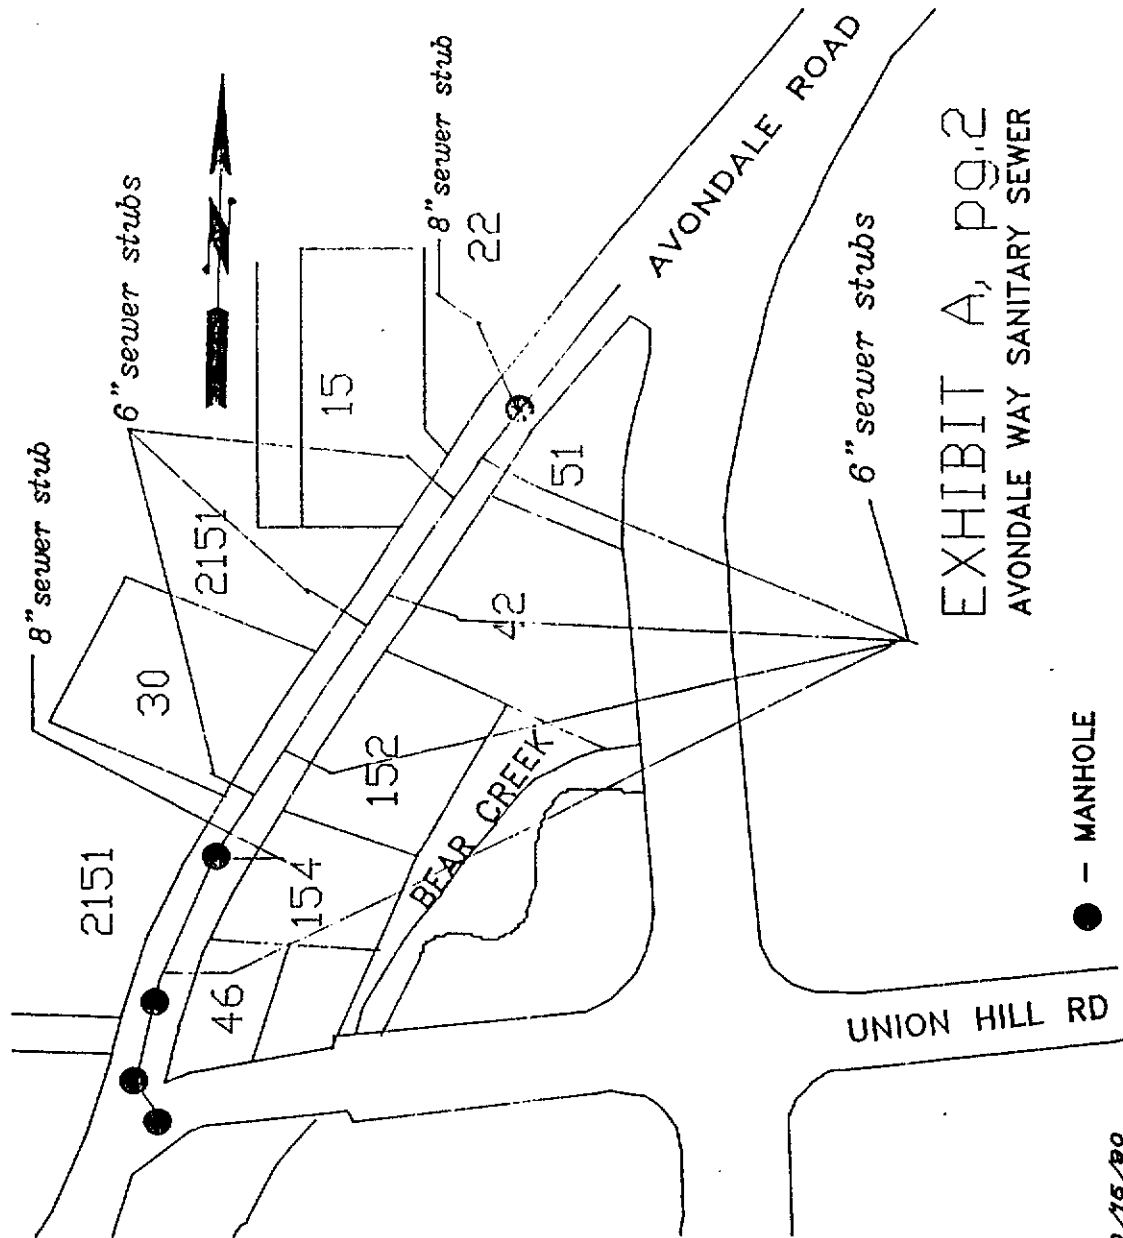 8" sewer stub
6" sewer stubs
8" sewer stub
22
15
2151
30
2151
AVONDALE ROAD
51
42
152
154
46
BEAR CREEK
6" sewer stubs
UNION HILL RD
EXHIBIT A, pg.2
AVONDALE WAY SANITARY SEWER
- MANHOLE